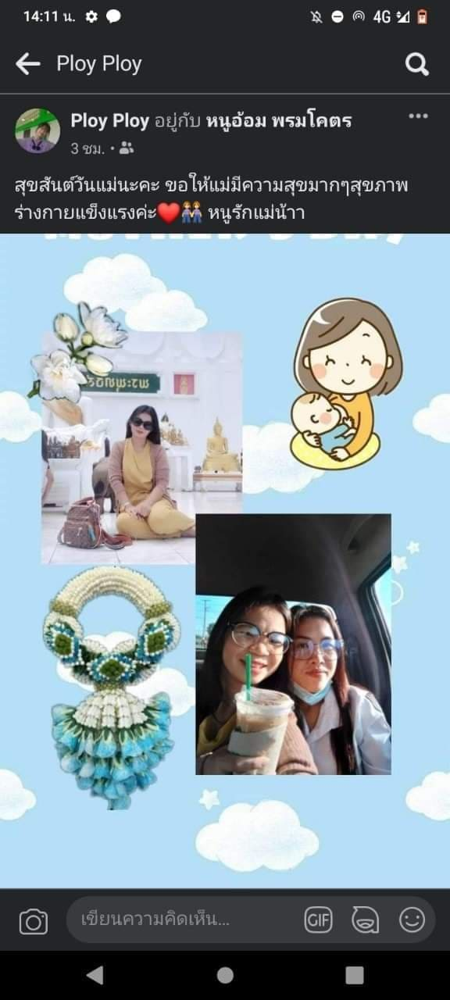 14:11 น.
4G
Ploy Ploy
Ploy Ploy อยู่กับ หนูอ้อม พรมโคตร
3 ชม.
สุขสันต์วันแม่นะคะ ขอให้แม่มีความสุขมากๆสุขภาพ
ร่างกายแข็งแรงค่ะ❤️👭 หนูรักแม่น้าา
เขียนความคิดเห็น...
GIF